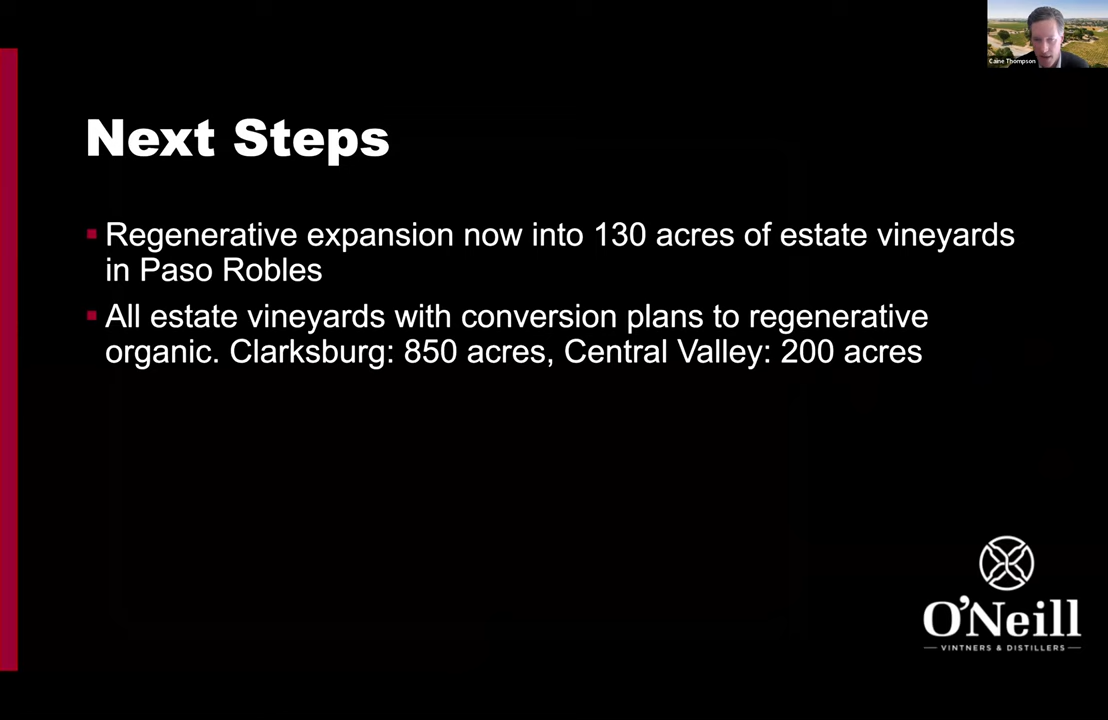 Caine Thompson
Next Steps
Regenerative expansion now into 130 acres of estate vineyards
in Paso Robles
All estate vineyards with conversion plans to regenerative
organic. Clarksburg: 850 acres, Central Valley: 200 acres
O'Neill
VINTNERS & DISTILLERS